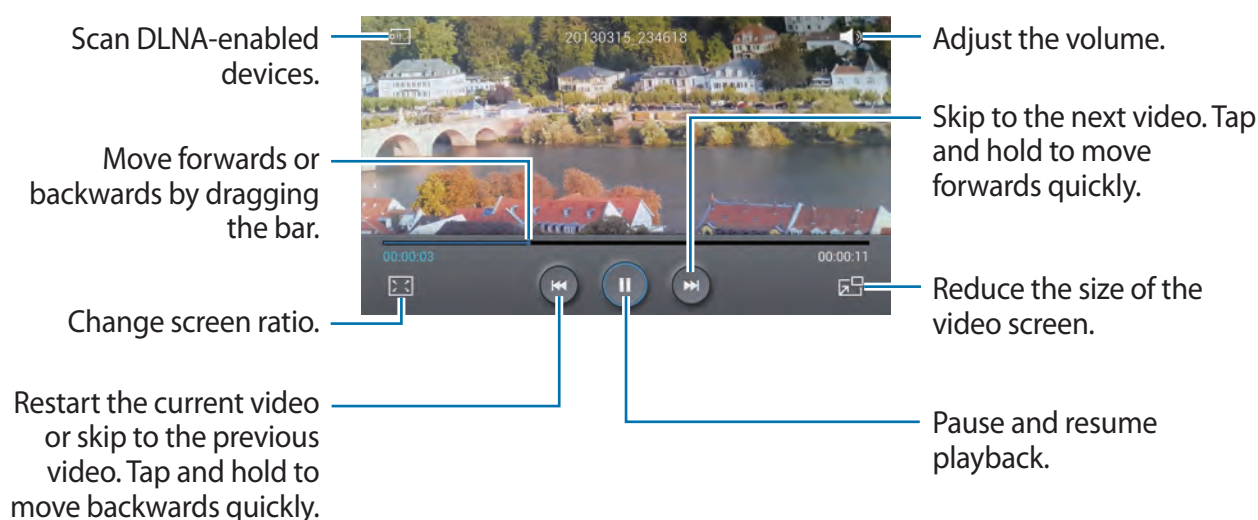 Scan DLNA-enabled
devices.
20130315_234618
Adjust the volume.
Skip to the next video. Tap
and hold to move
forwards quickly.
Move forwards or
backwards by dragging
the bar.
00:00:03
00:00:11
Change screen ratio.
Reduce the size of the
video screen.
Restart the current video
or skip to the previous
video. Tap and hold to
move backwards quickly.
Pause and resume
playback.